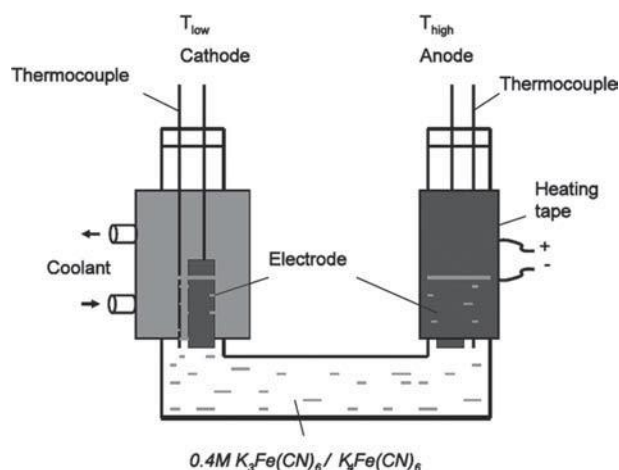 T_low
T_high
Cathode
Anode
Thermocouple
Thermocouple
Heating
tape
+
-
Coolant
Electrode
0.4M K₃Fe(CN)₆ / K₄Fe(CN)₆